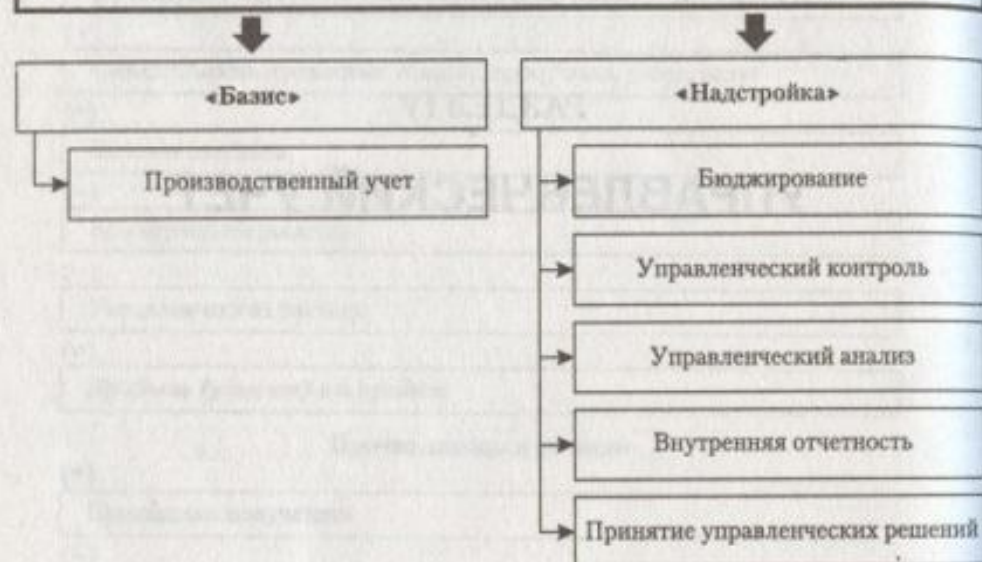 «Базис»
«Надстройка»
Производственный учет
Бюджирование
Управленческий контроль
Управленческий анализ
Внутренняя отчетность
Принятие управленческих решений